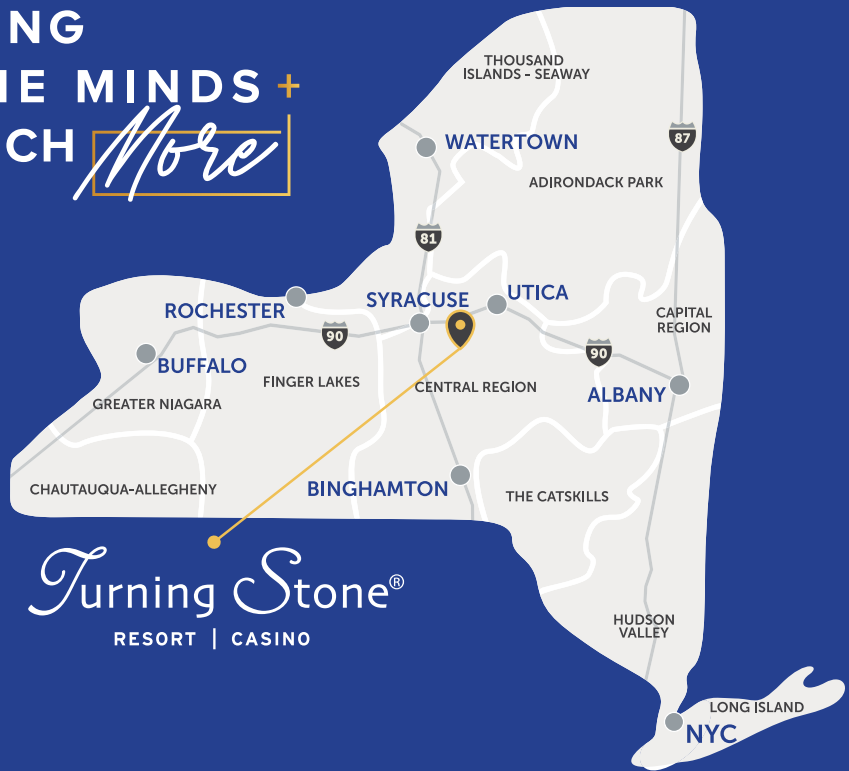 NG
IE MINDS +
CH More
THOUSAND
ISLANDS - SEAWAY
WATERTOWN
87
ADIRONDACK PARK
81
ROCHESTER
SYRACUSE
UTICA
90
CAPITAL
REGION
BUFFALO
90
FINGER LAKES
CENTRAL REGION
ALBANY
GREATER NIAGARA
CHAUTAUQUA-ALLEGHENY
BINGHAMTON
THE CATSKILLS
Turning Stone®
RESORT | CASINO
HUDSON
VALLEY
LONG ISLAND
NYC